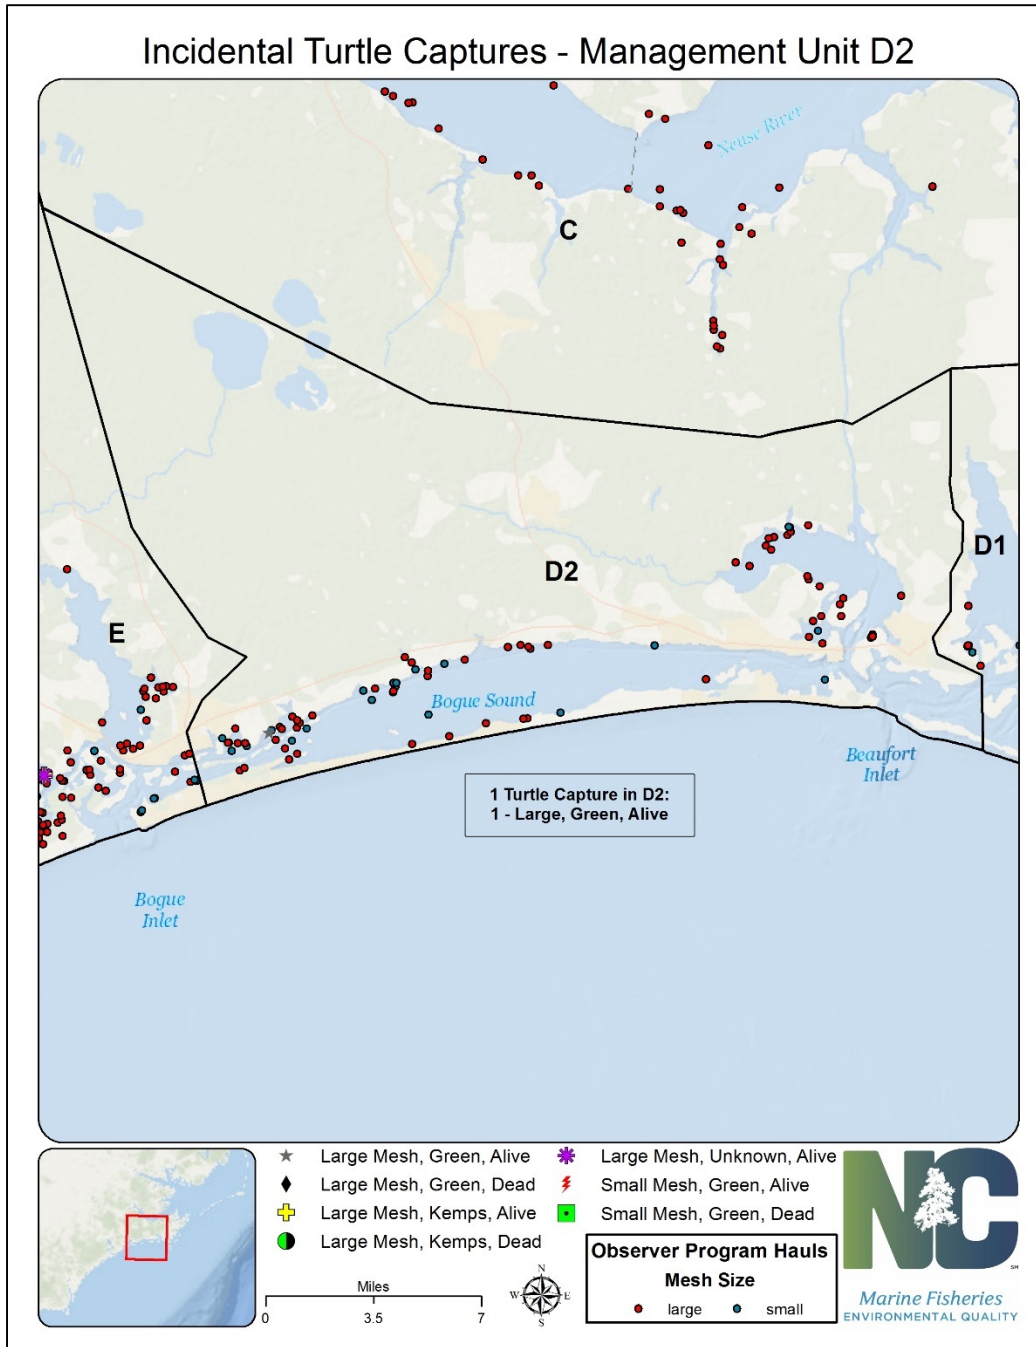 Incidental Turtle Captures - Management Unit D2
Neuse River
C
D1
D2
E
Bogue Sound
Beaufort
Inlet
1 Turtle Capture in D2:
1 - Large, Green, Alive
Bogue
Inlet
Large Mesh, Green, Alive
Large Mesh, Green, Dead
Large Mesh, Kemps, Alive
Large Mesh, Kemps, Dead
Large Mesh, Unknown, Alive
Small Mesh, Green, Alive
Small Mesh, Green, Dead
Miles
0 3.5 7
N
W E
S
Observer Program Hauls
Mesh Size
large small
NC
SM
Marine Fisheries
ENVIRONMENTAL QUALITY